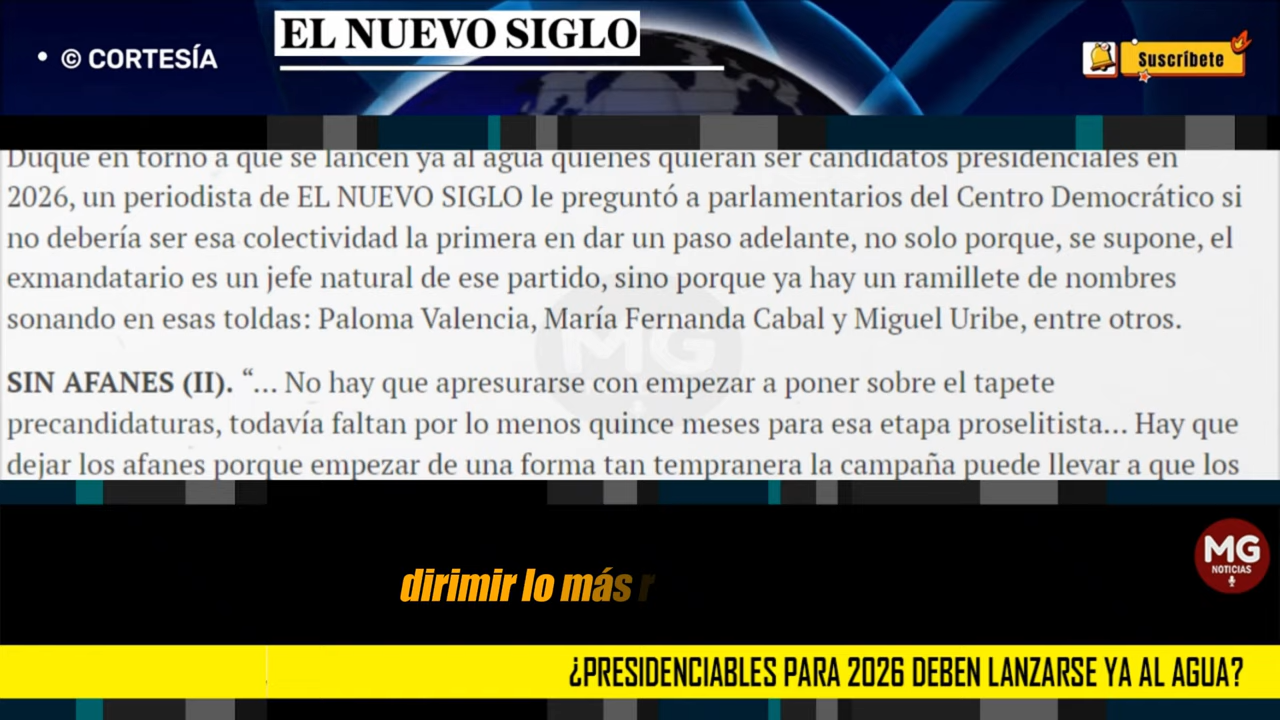 • © CORTESÍA
EL NUEVO SIGLO
Suscríbete
Duque en torno a que se lancen ya al agua quienes quieran ser candidatos presidenciales en
2026, un periodista de EL NUEVO SIGLO le preguntó a parlamentarios del Centro Democrático si
no debería ser esa colectividad la primera en dar un paso adelante, no solo porque, se supone, el
exmandatario es un jefe natural de ese partido, sino porque ya hay un ramillete de nombres
sonando en esas toldas: Paloma Valencia, María Fernanda Cabal y Miguel Uribe, entre otros.
MG
SIN AFANES (II). “… No hay que apresurarse con empezar a poner sobre el tapete
precandidaturas, todavía faltan por lo menos quince meses para esa etapa proselitista… Hay que
dejar los afanes porque empezar de una forma tan tempranera la campaña puede llevar a que los
MG
NOTICIAS
dirimir lo más r
¿PRESIDENCIABLES PARA 2026 DEBEN LANZARSE YA AL AGUA?